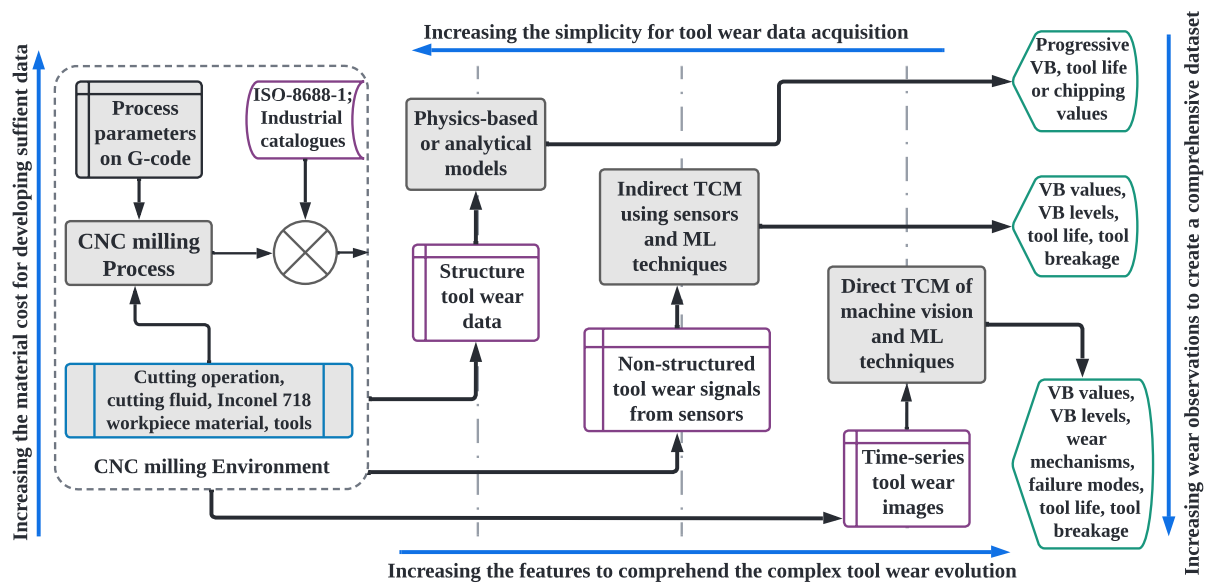 Increasing the material cost for developing suffient data
Process
parameters
on G-code
ISO-8688-1;
Industrial
catalogues
CNC milling
Process
Cutting operation,
cutting fluid, Inconel 718
workpiece material, tools
CNC milling Environment
Increasing the simplicity for tool wear data acquisition
Physics-based
or analytical
models
Structure
tool wear
data
Indirect TCM
using sensors
and ML
techniques
Non-structured
tool wear signals
from sensors
Direct TCM of
machine vision
and ML
techniques
Time-series
tool wear
images
Progressive
VB, tool life
or chipping
values
VB values,
VB levels,
tool life, tool
breakage
VB values,
VB levels,
wear
mechanisms,
failure modes,
tool life, tool
breakage
Increasing the features to comprehend the complex tool wear evolution
Increasing wear observations to create a comprehensive dataset